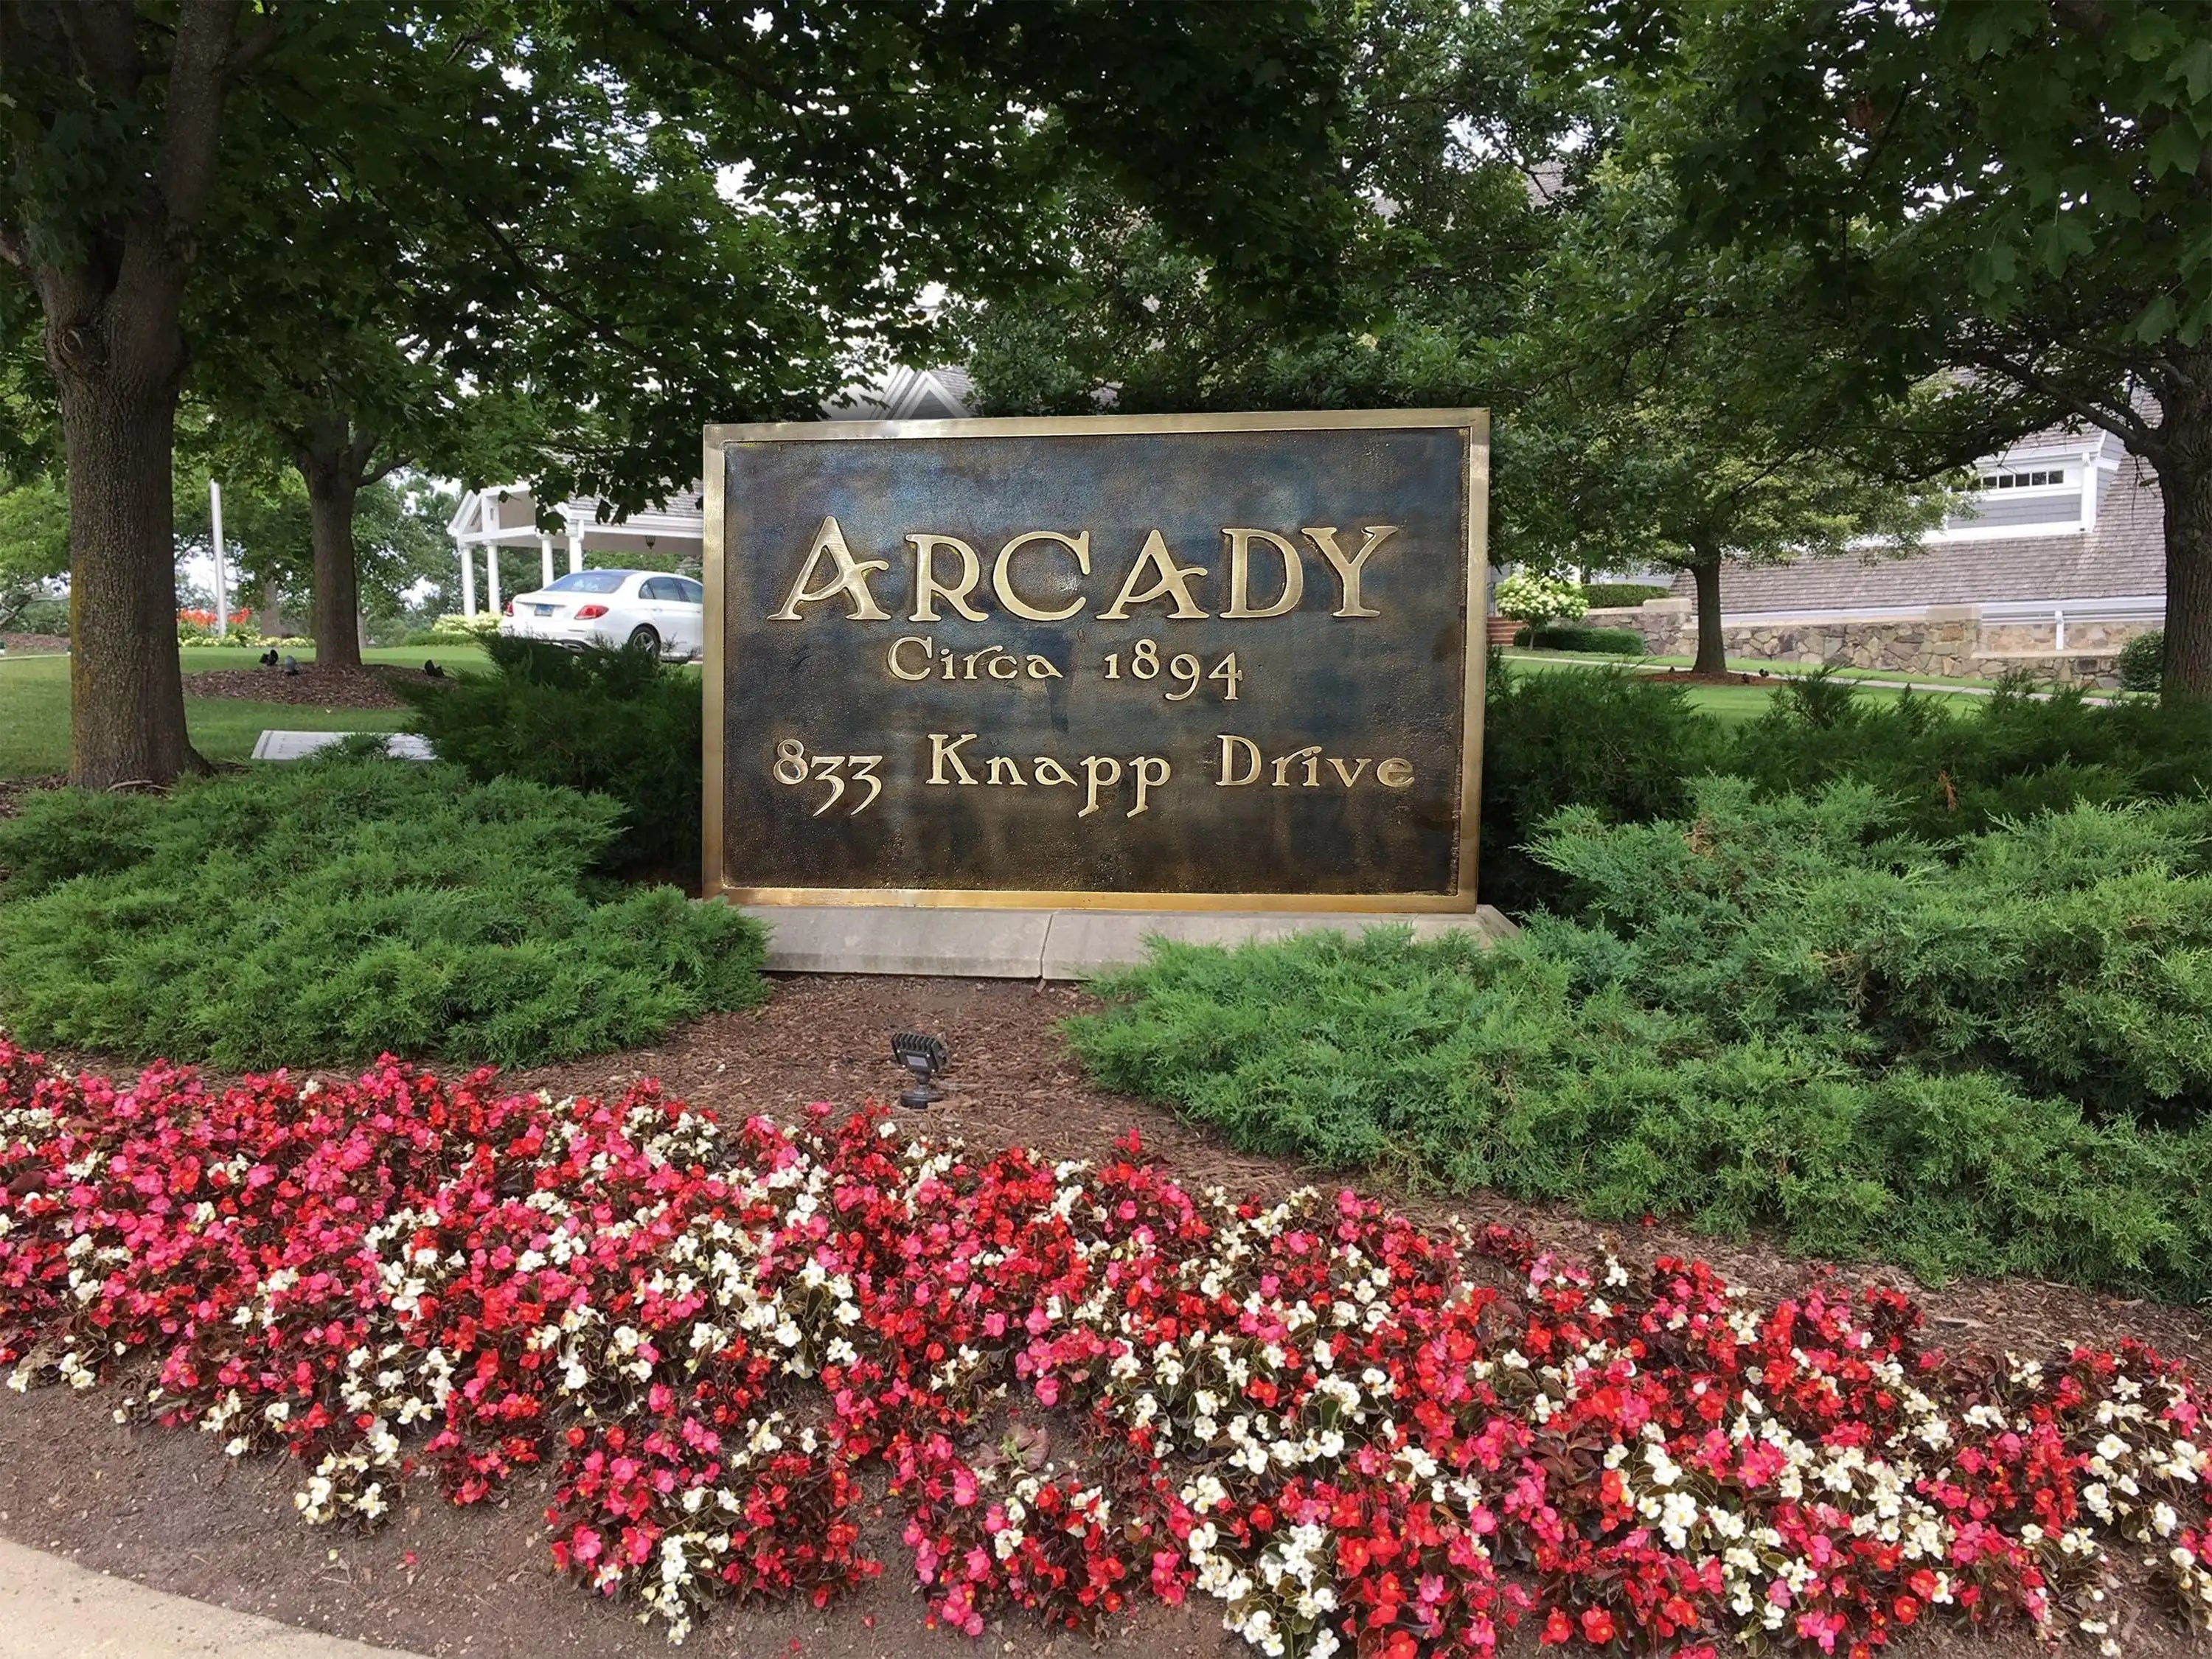 ARCADY
Circa 1894
833 Knapp Drive